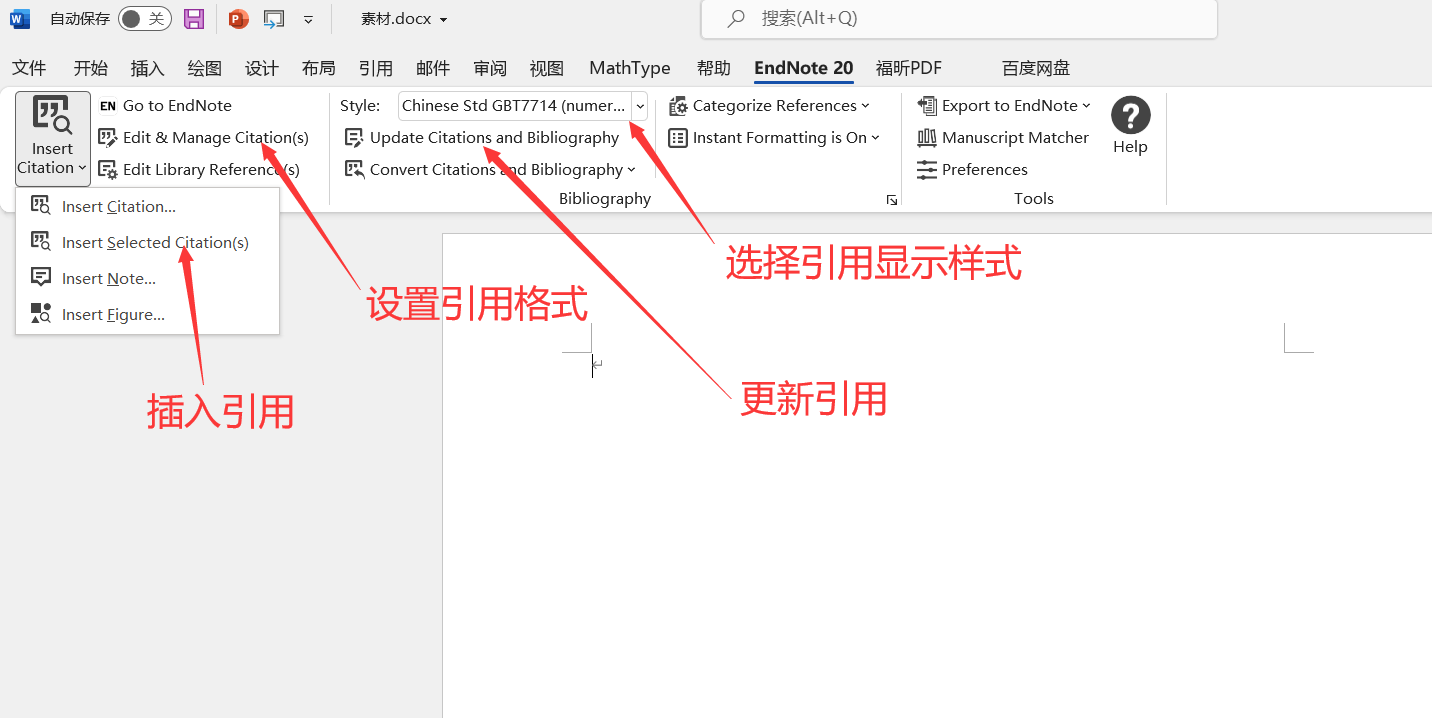 自动保存 关 素材.docx 搜索(Alt+Q)
文件 开始 插入 绘图 设计 布局 引用 邮件 审阅 视图 MathType 帮助 EndNote 20 福昕PDF 百度网盘
Insert Citation
EN Go to EndNote
Edit & Manage Citation(s)
Edit Library Reference(s)
Style: Chinese Std GBT7714 (numer...
Update Citations and Bibliography
Convert Citations and Bibliography
Categorize References
Instant Formatting is On
Bibliography
Export to EndNote
Manuscript Matcher
Preferences
Help
Tools
Insert Citation...
Insert Selected Citation(s)
Insert Note...
Insert Figure...
选择引用显示样式
设置引用格式
更新引用
插入引用